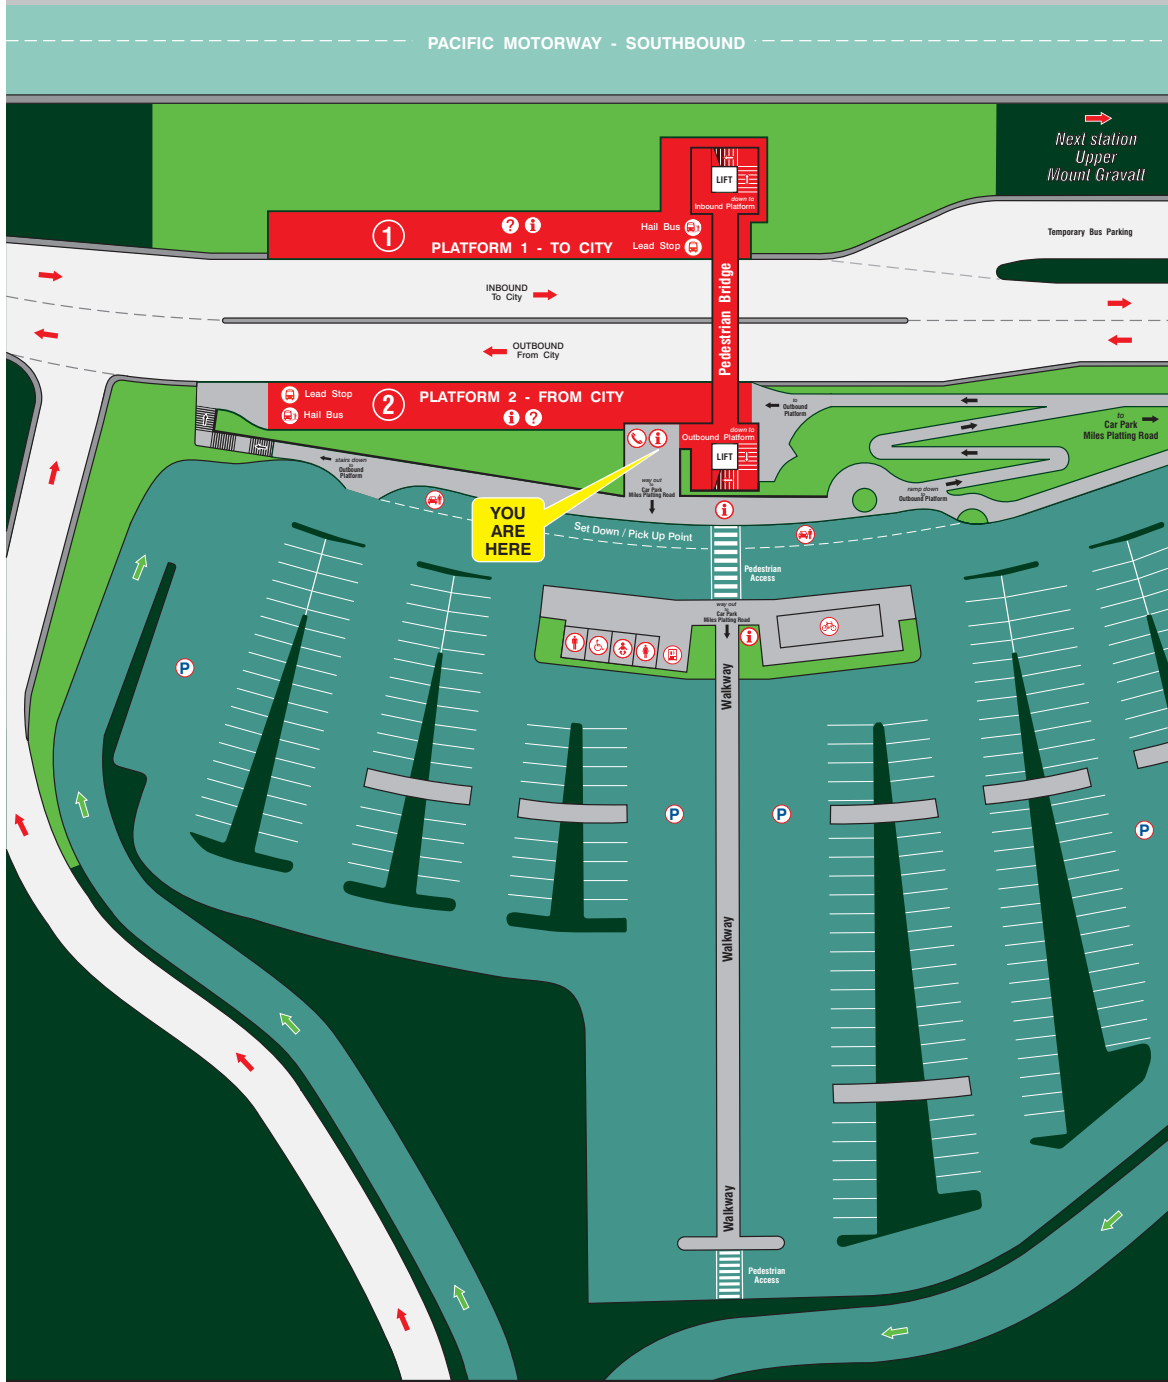 PACIFIC MOTORWAY - SOUTHBOUND
Next station
Upper
Mount Gravatt
LIFT
down to
Inbound Platform
1
? i
Hail Bus
PLATFORM 1 - TO CITY
Lead Stop
Temporary Bus Parking
Pedestrian Bridge
INBOUND
To City
OUTBOUND
From City
Lead Stop
Hail Bus
2
PLATFORM 2 - FROM CITY
i ?
to
Outbound
Platform
to
Car Park
Miles Platting Road
down to
Outbound Platform
i
LIFT
stairs down
to
Outbound
Platform
way out
to
Car Park
Miles Platting Road
ramp down
to
Outbound Platform
YOU
ARE
HERE
i
Set Down / Pick Up Point
Pedestrian
Access
way out
to
Car Park
Miles Platting Road
i
P
Walkway
P
P
P
Walkway
Walkway
Pedestrian
Access